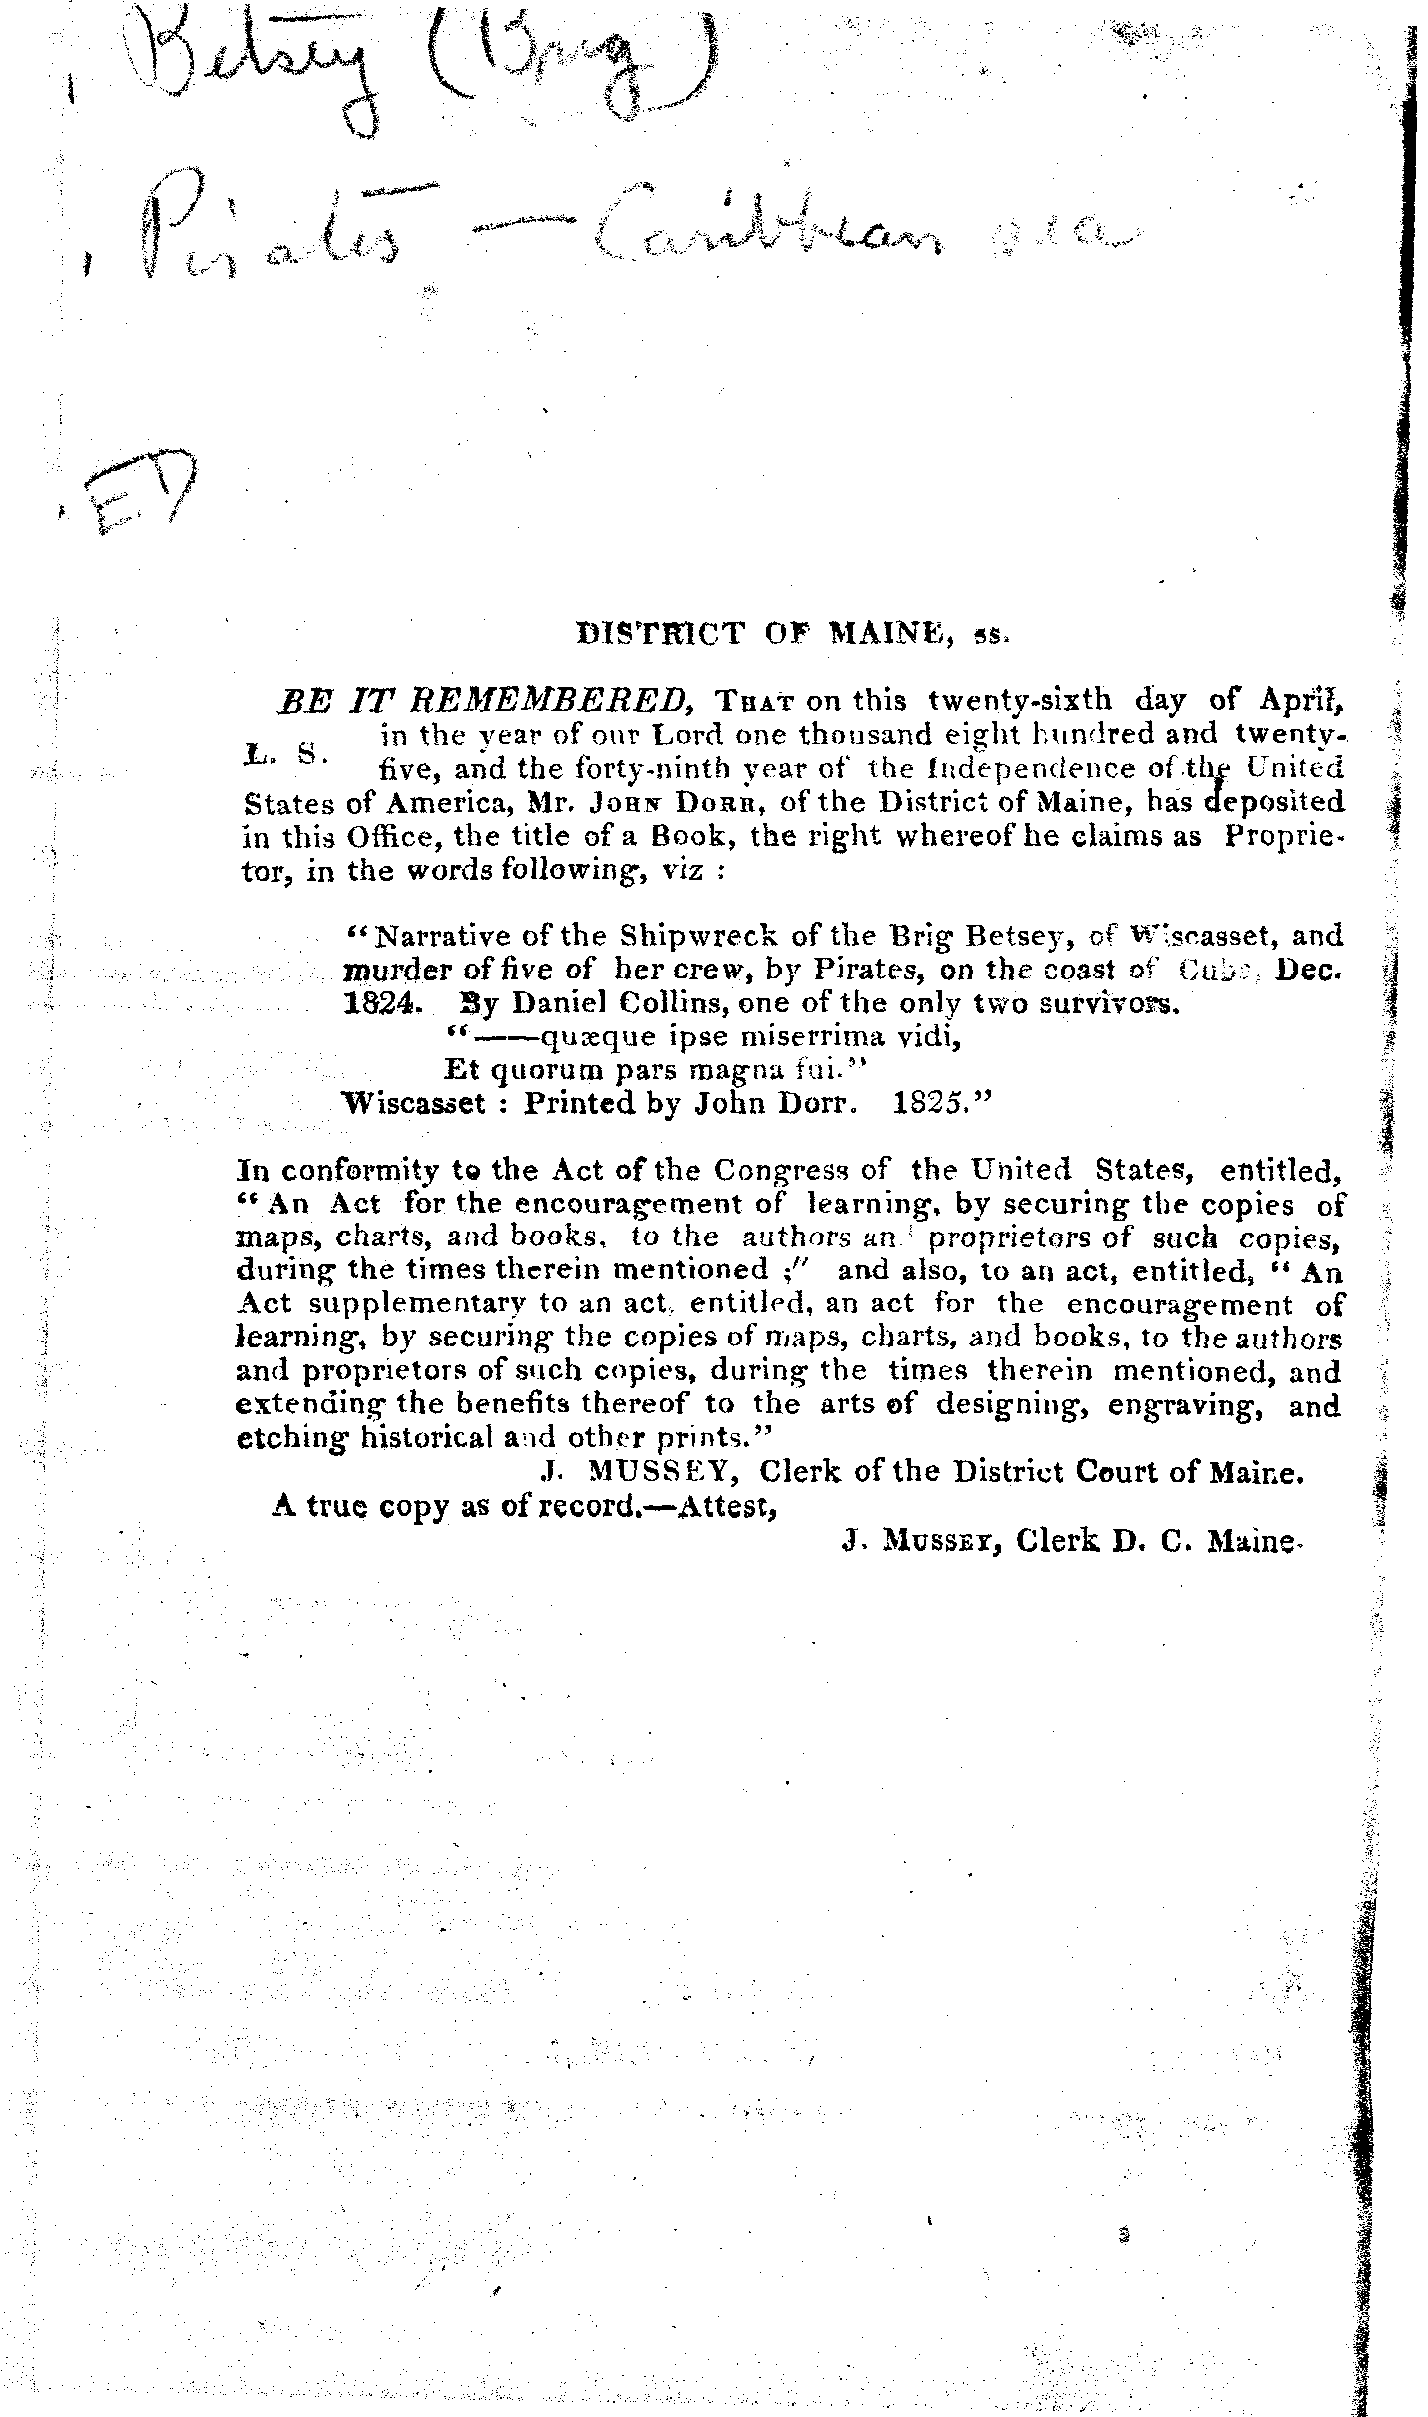 Betsey (Brig)
Pirates — Caribbean sea
ED
DISTRICT OF MAINE, ss.
BE IT REMEMBERED, THAT on this twenty-sixth day of April,
L. S. in the year of our Lord one thousand eight hundred and twenty-
five, and the forty-ninth year of the Independence of the United
States of America, Mr. JOHN DORR, of the District of Maine, has deposited
in this Office, the title of a Book, the right whereof he claims as Proprie-
tor, in the words following, viz :
“Narrative of the Shipwreck of the Brig Betsey, of Wiscasset, and
murder of five of her crew, by Pirates, on the coast of Cuba, Dec.
1824. By Daniel Collins, one of the only two survivors.
“——quæque ipse miserrima vidi,
Et quorum pars magna fui.”
Wiscasset : Printed by John Dorr. 1825.”
In conformity to the Act of the Congress of the United States, entitled,
“ An Act for the encouragement of learning, by securing the copies of
maps, charts, and books, to the authors an proprietors of such copies,
during the times therein mentioned ;” and also, to an act, entitled, “ An
Act supplementary to an act, entitled, an act for the encouragement of
learning, by securing the copies of maps, charts, and books, to the authors
and proprietors of such copies, during the times therein mentioned, and
extending the benefits thereof to the arts of designing, engraving, and
etching historical and other prints.”
J. MUSSEY, Clerk of the District Court of Maine.
A true copy as of record.—Attest,
J. MUSSEY, Clerk D. C. Maine.